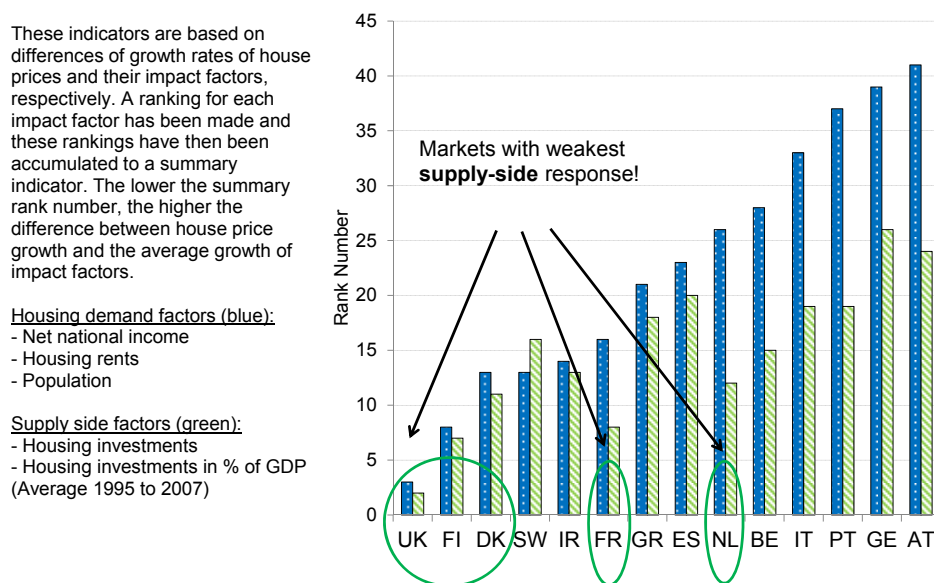 These indicators are based on
differences of growth rates of house
prices and their impact factors,
respectively. A ranking for each
impact factor has been made and
these rankings have then been
accumulated to a summary
indicator. The lower the summary
rank number, the higher the
difference between house price
growth and the average growth of
impact factors.
Housing demand factors (blue):
- Net national income
- Housing rents
- Population
Supply side factors (green):
- Housing investments
- Housing investments in % of GDP
(Average 1995 to 2007)
Rank Number
45
40
35
30
25
20
15
10
5
0
Markets with weakest
supply-side response!
UK FI DK SW IR FR GR ES NL BE IT PT GE AT